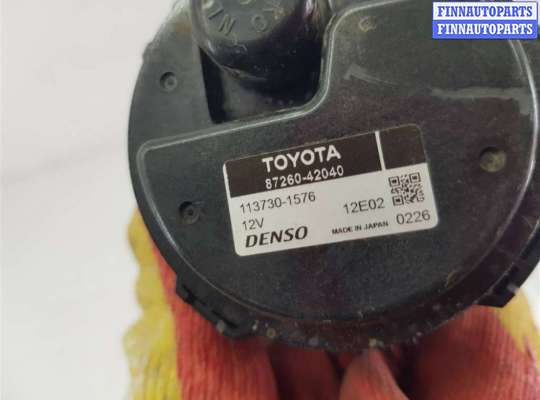 FINNAUTOPARTS
FINNAUTOPARTS
TOYOTA
87260-42040
113730-1576
12V 12E02
DENSO MADE IN JAPAN 0226